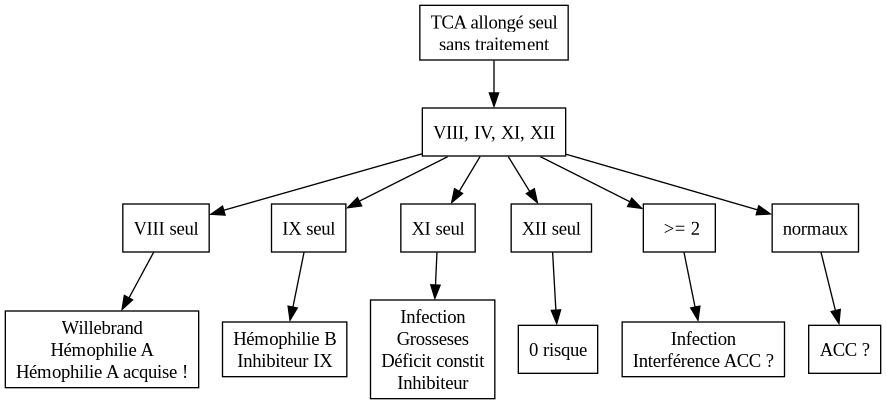 TCA allongé seul
sans traitement
VIII, IV, XI, XII
VIII seul
IX seul
XI seul
XII seul
>= 2
normaux
Willebrand
Hémophilie A
Hémophilie A acquise !
Hémophilie B
Inhibiteur IX
Infection
Grosseses
Déficit constit
Inhibiteur
0 risque
Infection
Interférence ACC ?
ACC ?